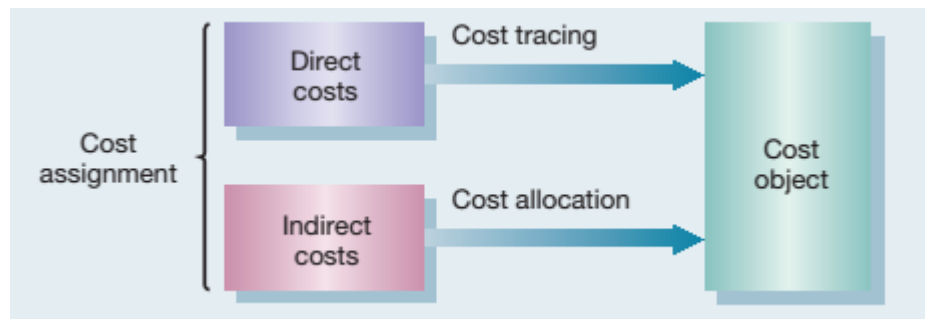 Cost
assignment
Direct
costs
Cost tracing
Indirect
costs
Cost allocation
Cost
object